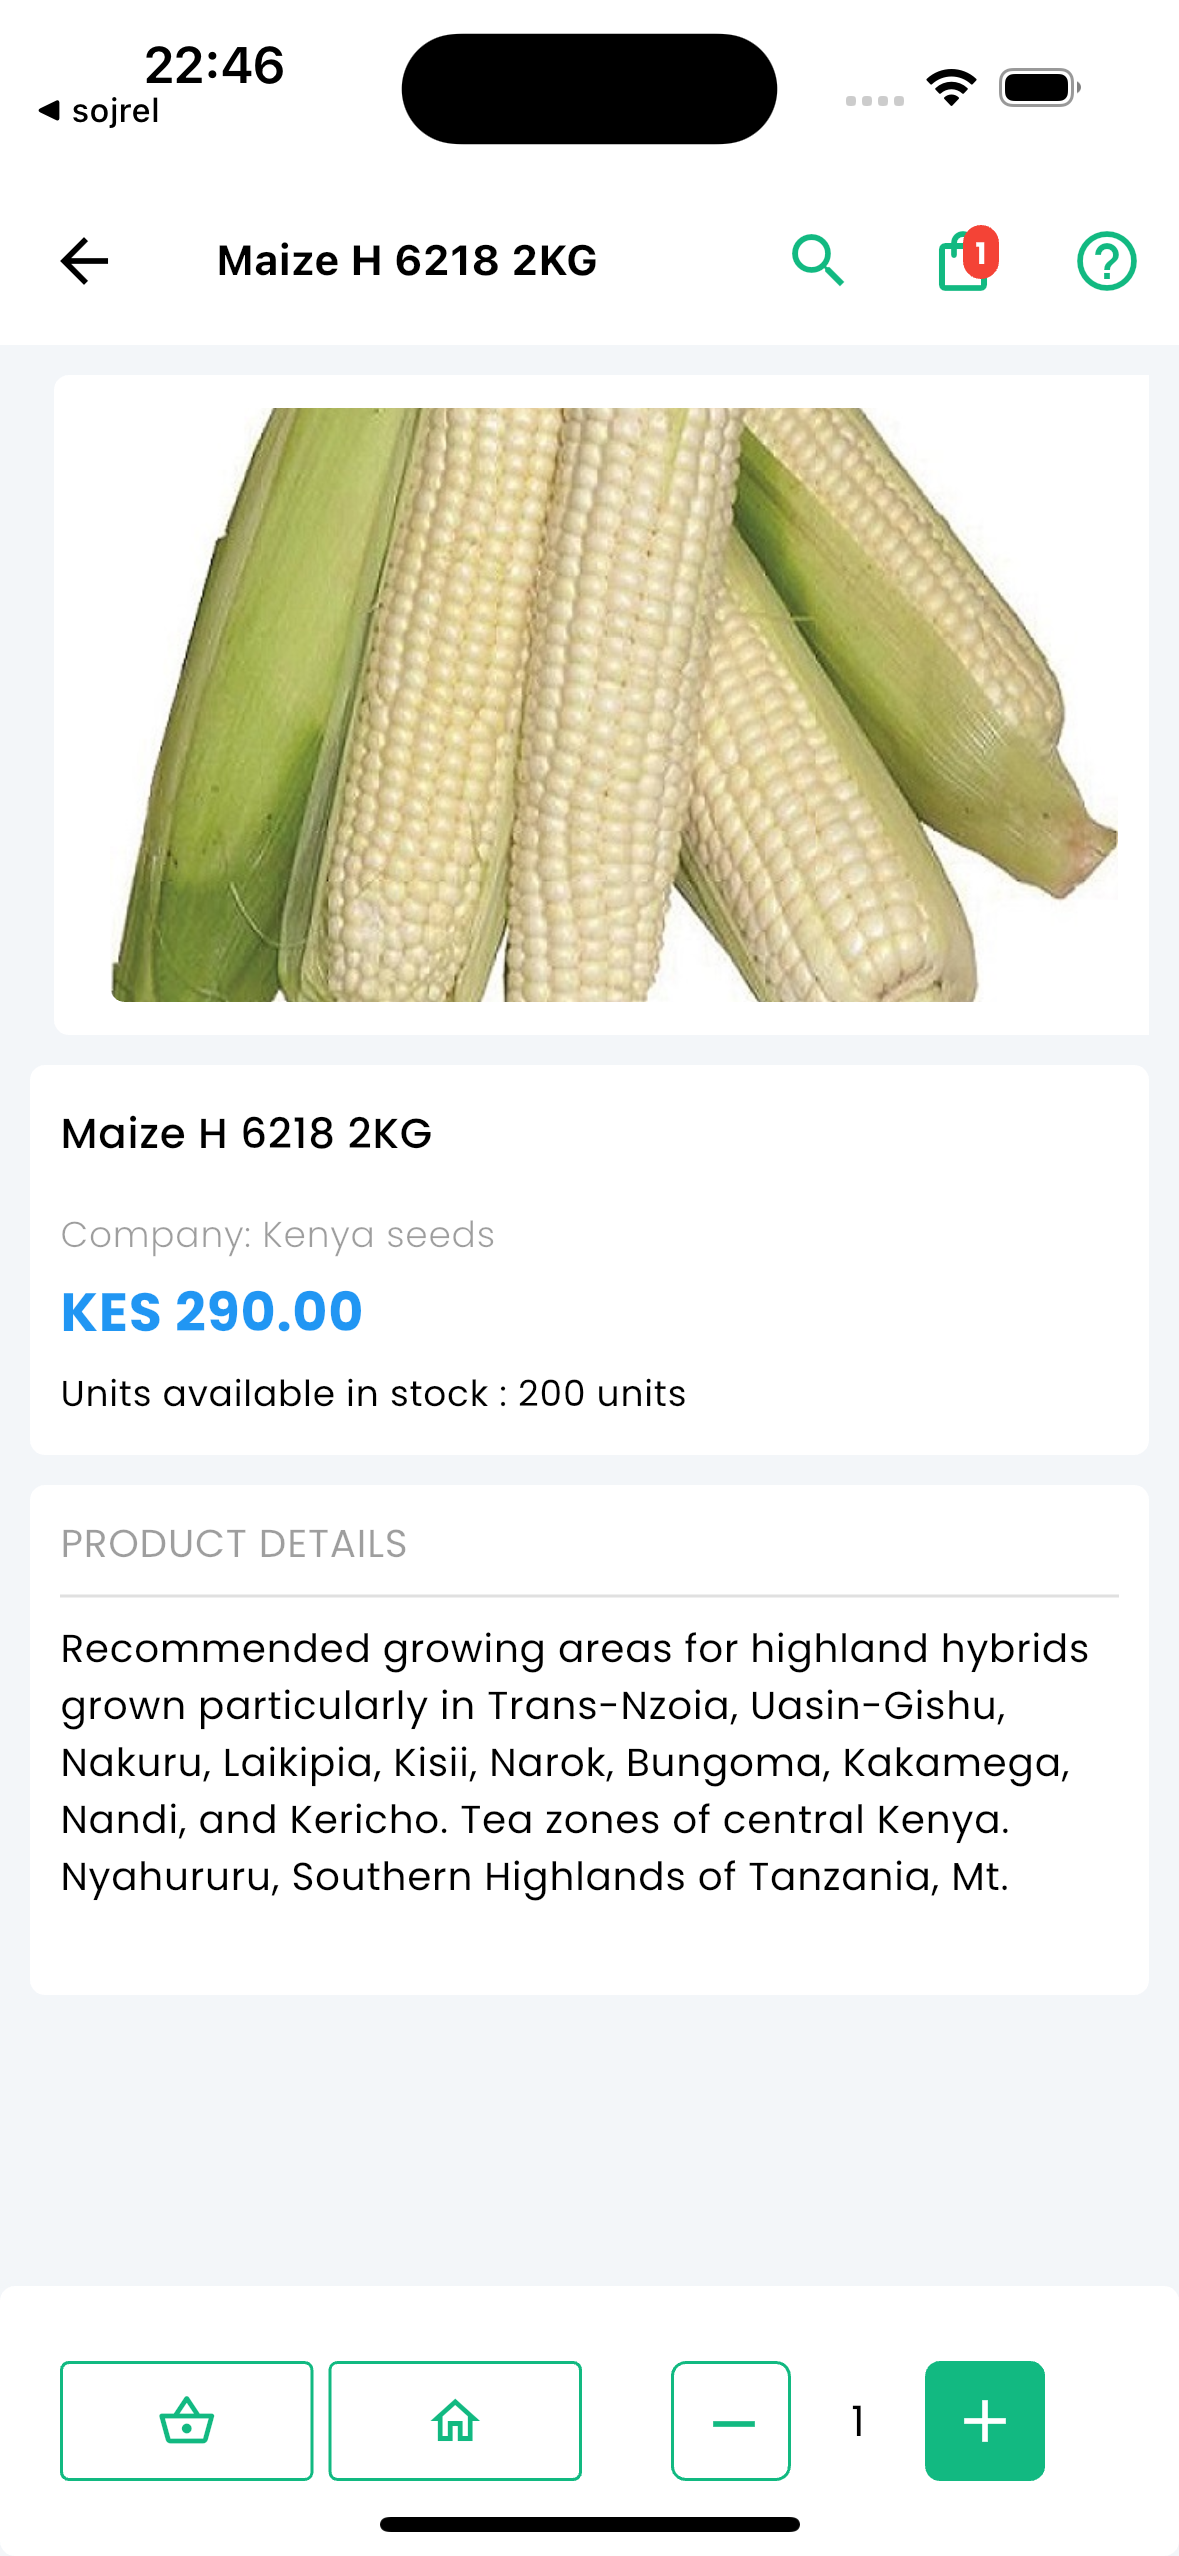 22:46
◀ sojrel
Maize H 6218 2KG
1
Maize H 6218 2KG
Company: Kenya seeds
KES 290.00
Units available in stock : 200 units
PRODUCT DETAILS
Recommended growing areas for highland hybrids
grown particularly in Trans-Nzoia, Uasin-Gishu,
Nakuru, Laikipia, Kisii, Narok, Bungoma, Kakamega,
Nandi, and Kericho. Tea zones of central Kenya.
Nyahururu, Southern Highlands of Tanzania, Mt.
1